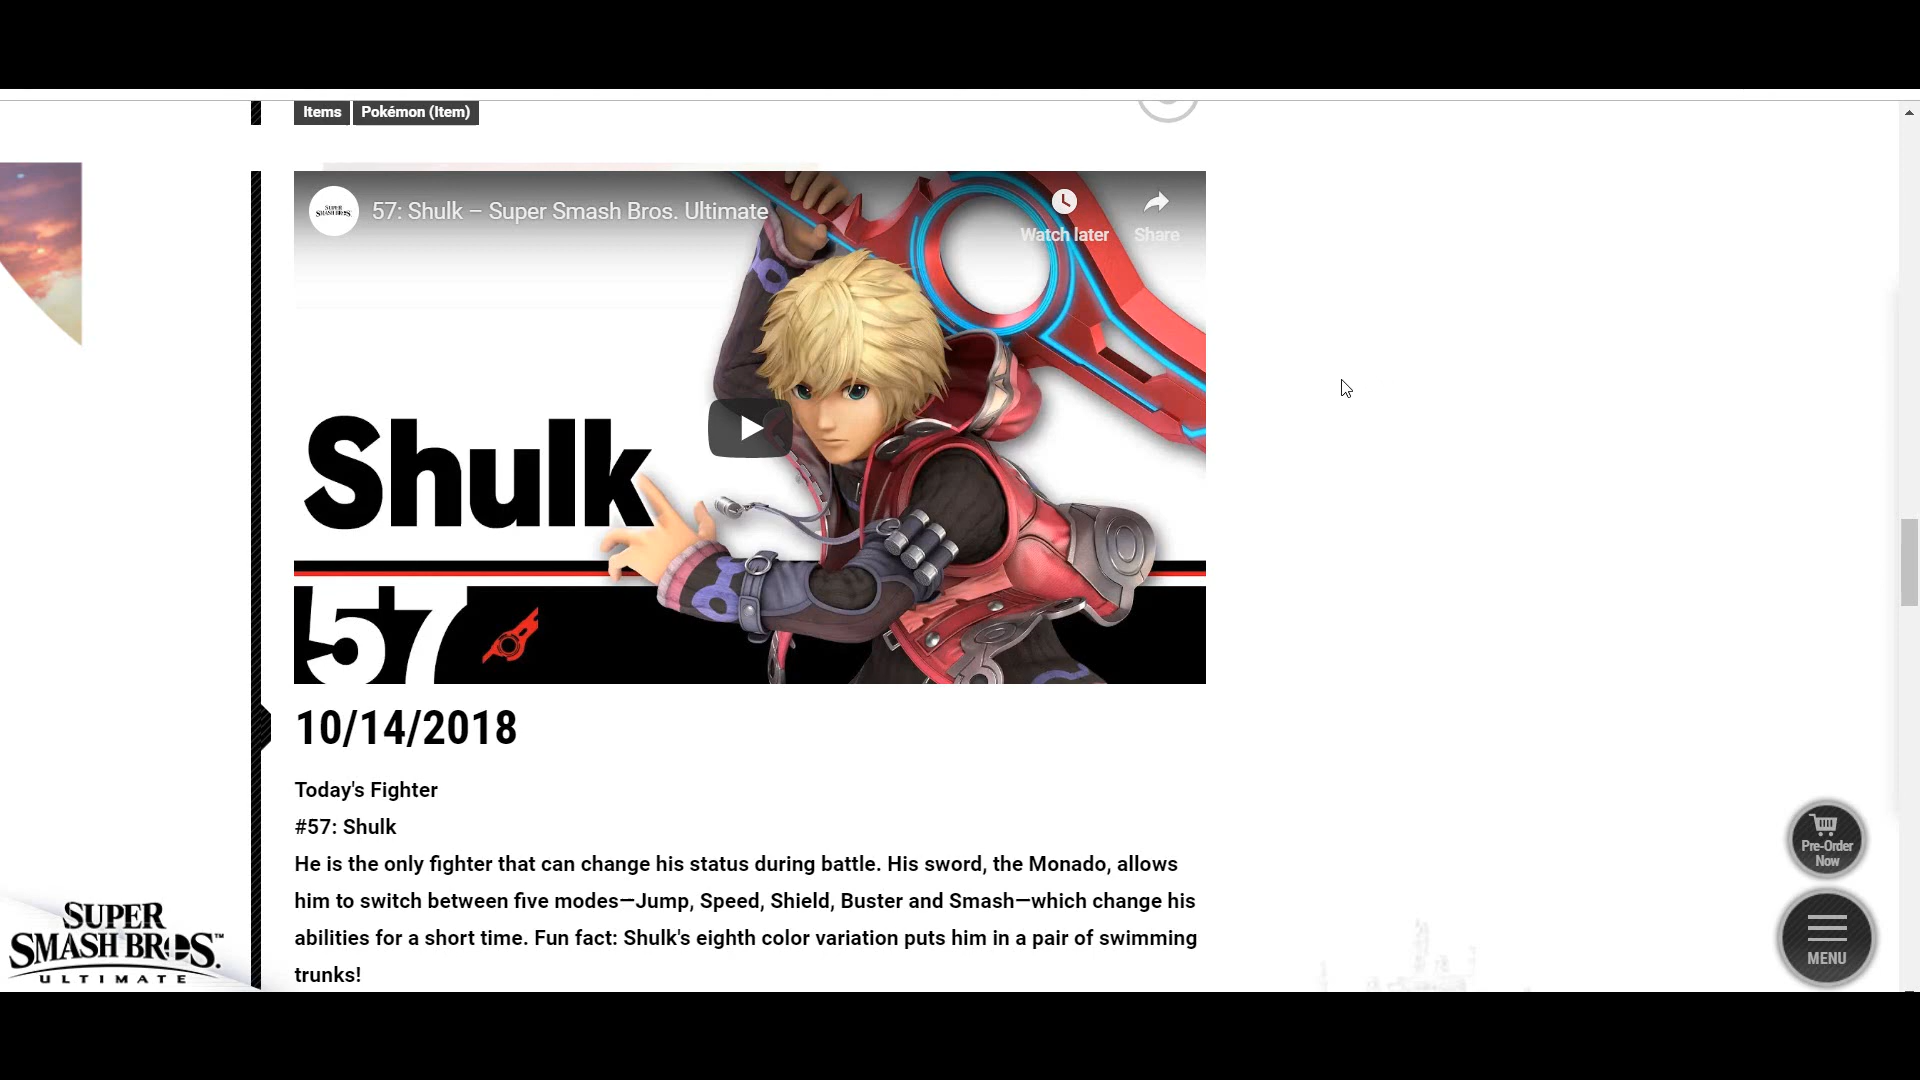 Items
Pokémon (Item)
SUPER
SMASH BROS.
57: Shulk – Super Smash Bros. Ultimate
Watch later
Share
Shulk
57
10/14/2018
Today's Fighter
#57: Shulk
He is the only fighter that can change his status during battle. His sword, the Monado, allows
him to switch between five modes—Jump, Speed, Shield, Buster and Smash—which change his
abilities for a short time. Fun fact: Shulk's eighth color variation puts him in a pair of swimming
trunks!
Pre-Order
Now
MENU
SUPER
SMASH BROS.™
ULTIMATE